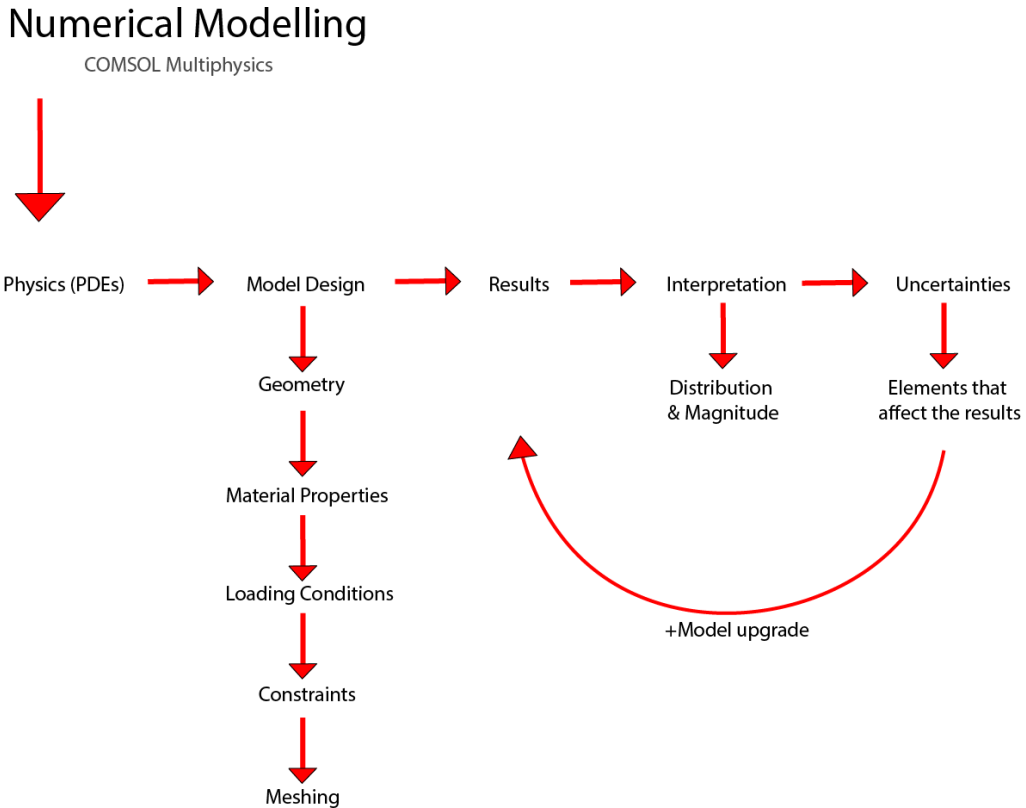 Numerical Modelling
COMSOL Multiphysics
Physics (PDEs)
Model Design
Results
Interpretation
Uncertainties
Geometry
Distribution
& Magnitude
Elements that
affect the results
Material Properties
Loading Conditions
+Model upgrade
Constraints
Meshing